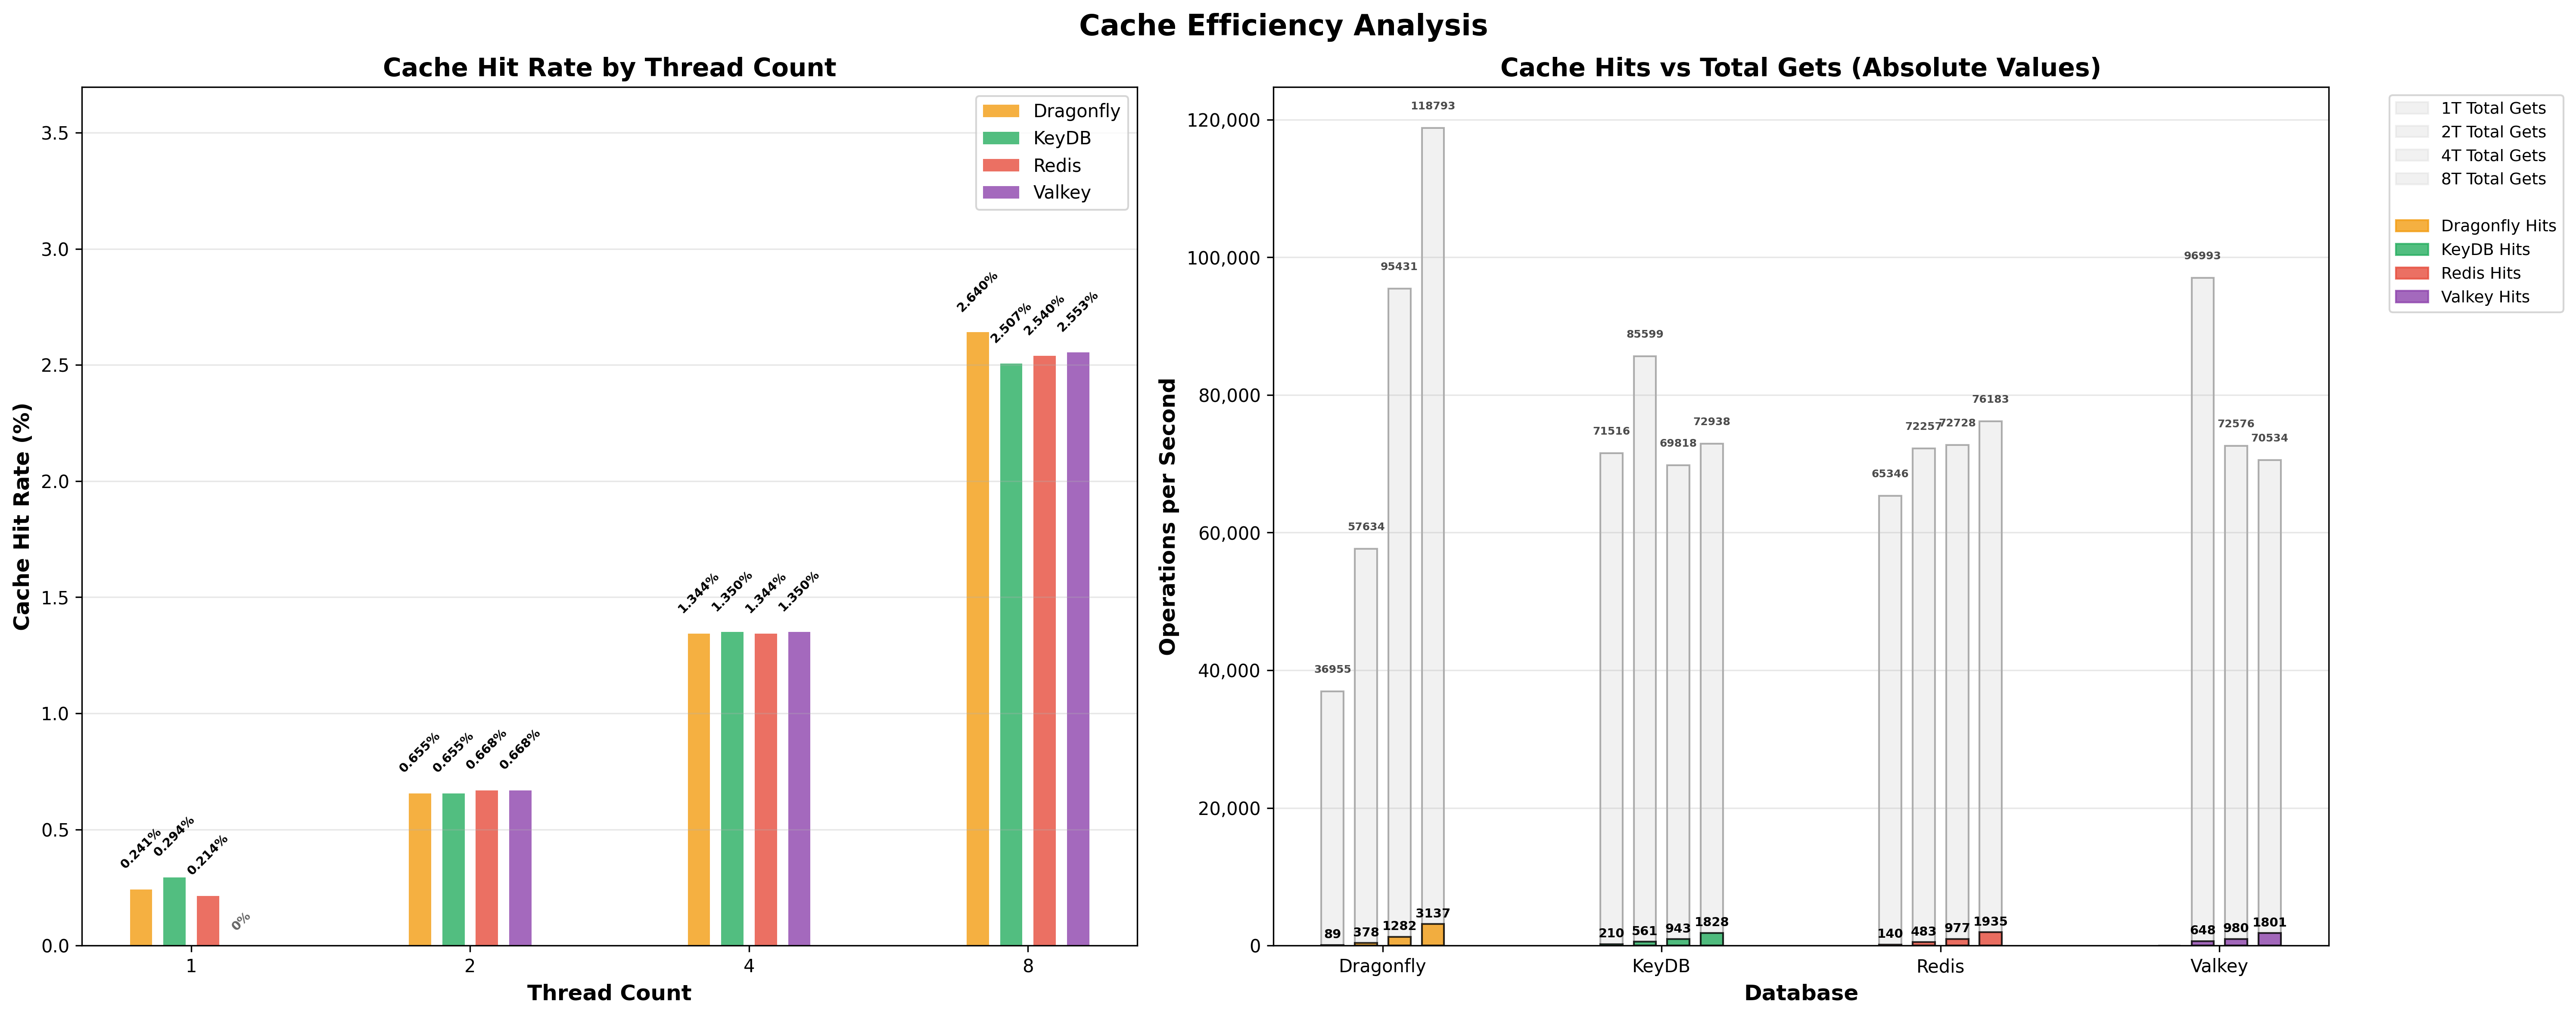 Cache Efficiency Analysis
Cache Hit Rate by Thread Count
Cache Hit Rate (%)
3.5
3.0
2.5
2.0
1.5
1.0
0.5
0.0
Dragonfly
KeyDB
Redis
Valkey
0.241%
0.294%
0.214%
0%
0.655%
0.655%
0.668%
0.668%
1.344%
1.350%
1.344%
1.350%
2.640%
2.507%
2.540%
2.553%
1 2 4 8
Thread Count
Cache Hits vs Total Gets (Absolute Values)
Operations per Second
120,000
100,000
80,000
60,000
40,000
20,000
0
36955
57634
95431
118793
71516
85599
69818
72938
65346
72257
72728
76183
96993
72576
70534
89 378 1282 3137
210 561 943 1828
140 483 977 1935
648 980 1801
Dragonfly KeyDB Redis Valkey
Database
1T Total Gets
2T Total Gets
4T Total Gets
8T Total Gets
Dragonfly Hits
KeyDB Hits
Redis Hits
Valkey Hits